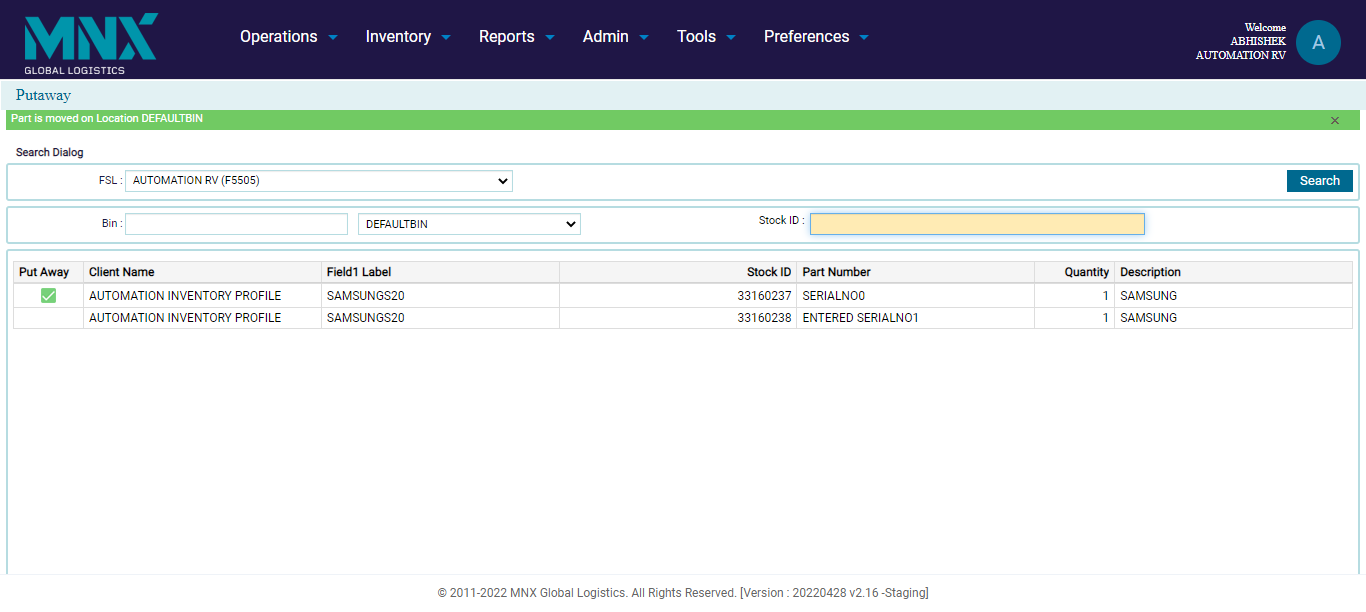 MNX
GLOBAL LOGISTICS
Operations Inventory Reports Admin Tools Preferences
Welcome
ABHISHEK
AUTOMATION RV
A
Putaway
Part is moved on Location DEFAULTBIN ×
Search Dialog
FSL : AUTOMATION RV (F5505) Search
Bin : DEFAULTBIN Stock ID :
Put Away Client Name Field1 Label Stock ID Part Number Quantity Description
AUTOMATION INVENTORY PROFILE SAMSUNGS20 33160237 SERIALNO0 1 SAMSUNG
AUTOMATION INVENTORY PROFILE SAMSUNGS20 33160238 ENTERED SERIALNO1 1 SAMSUNG
© 2011-2022 MNX Global Logistics. All Rights Reserved. [Version : 20220428 v2.16 -Staging]